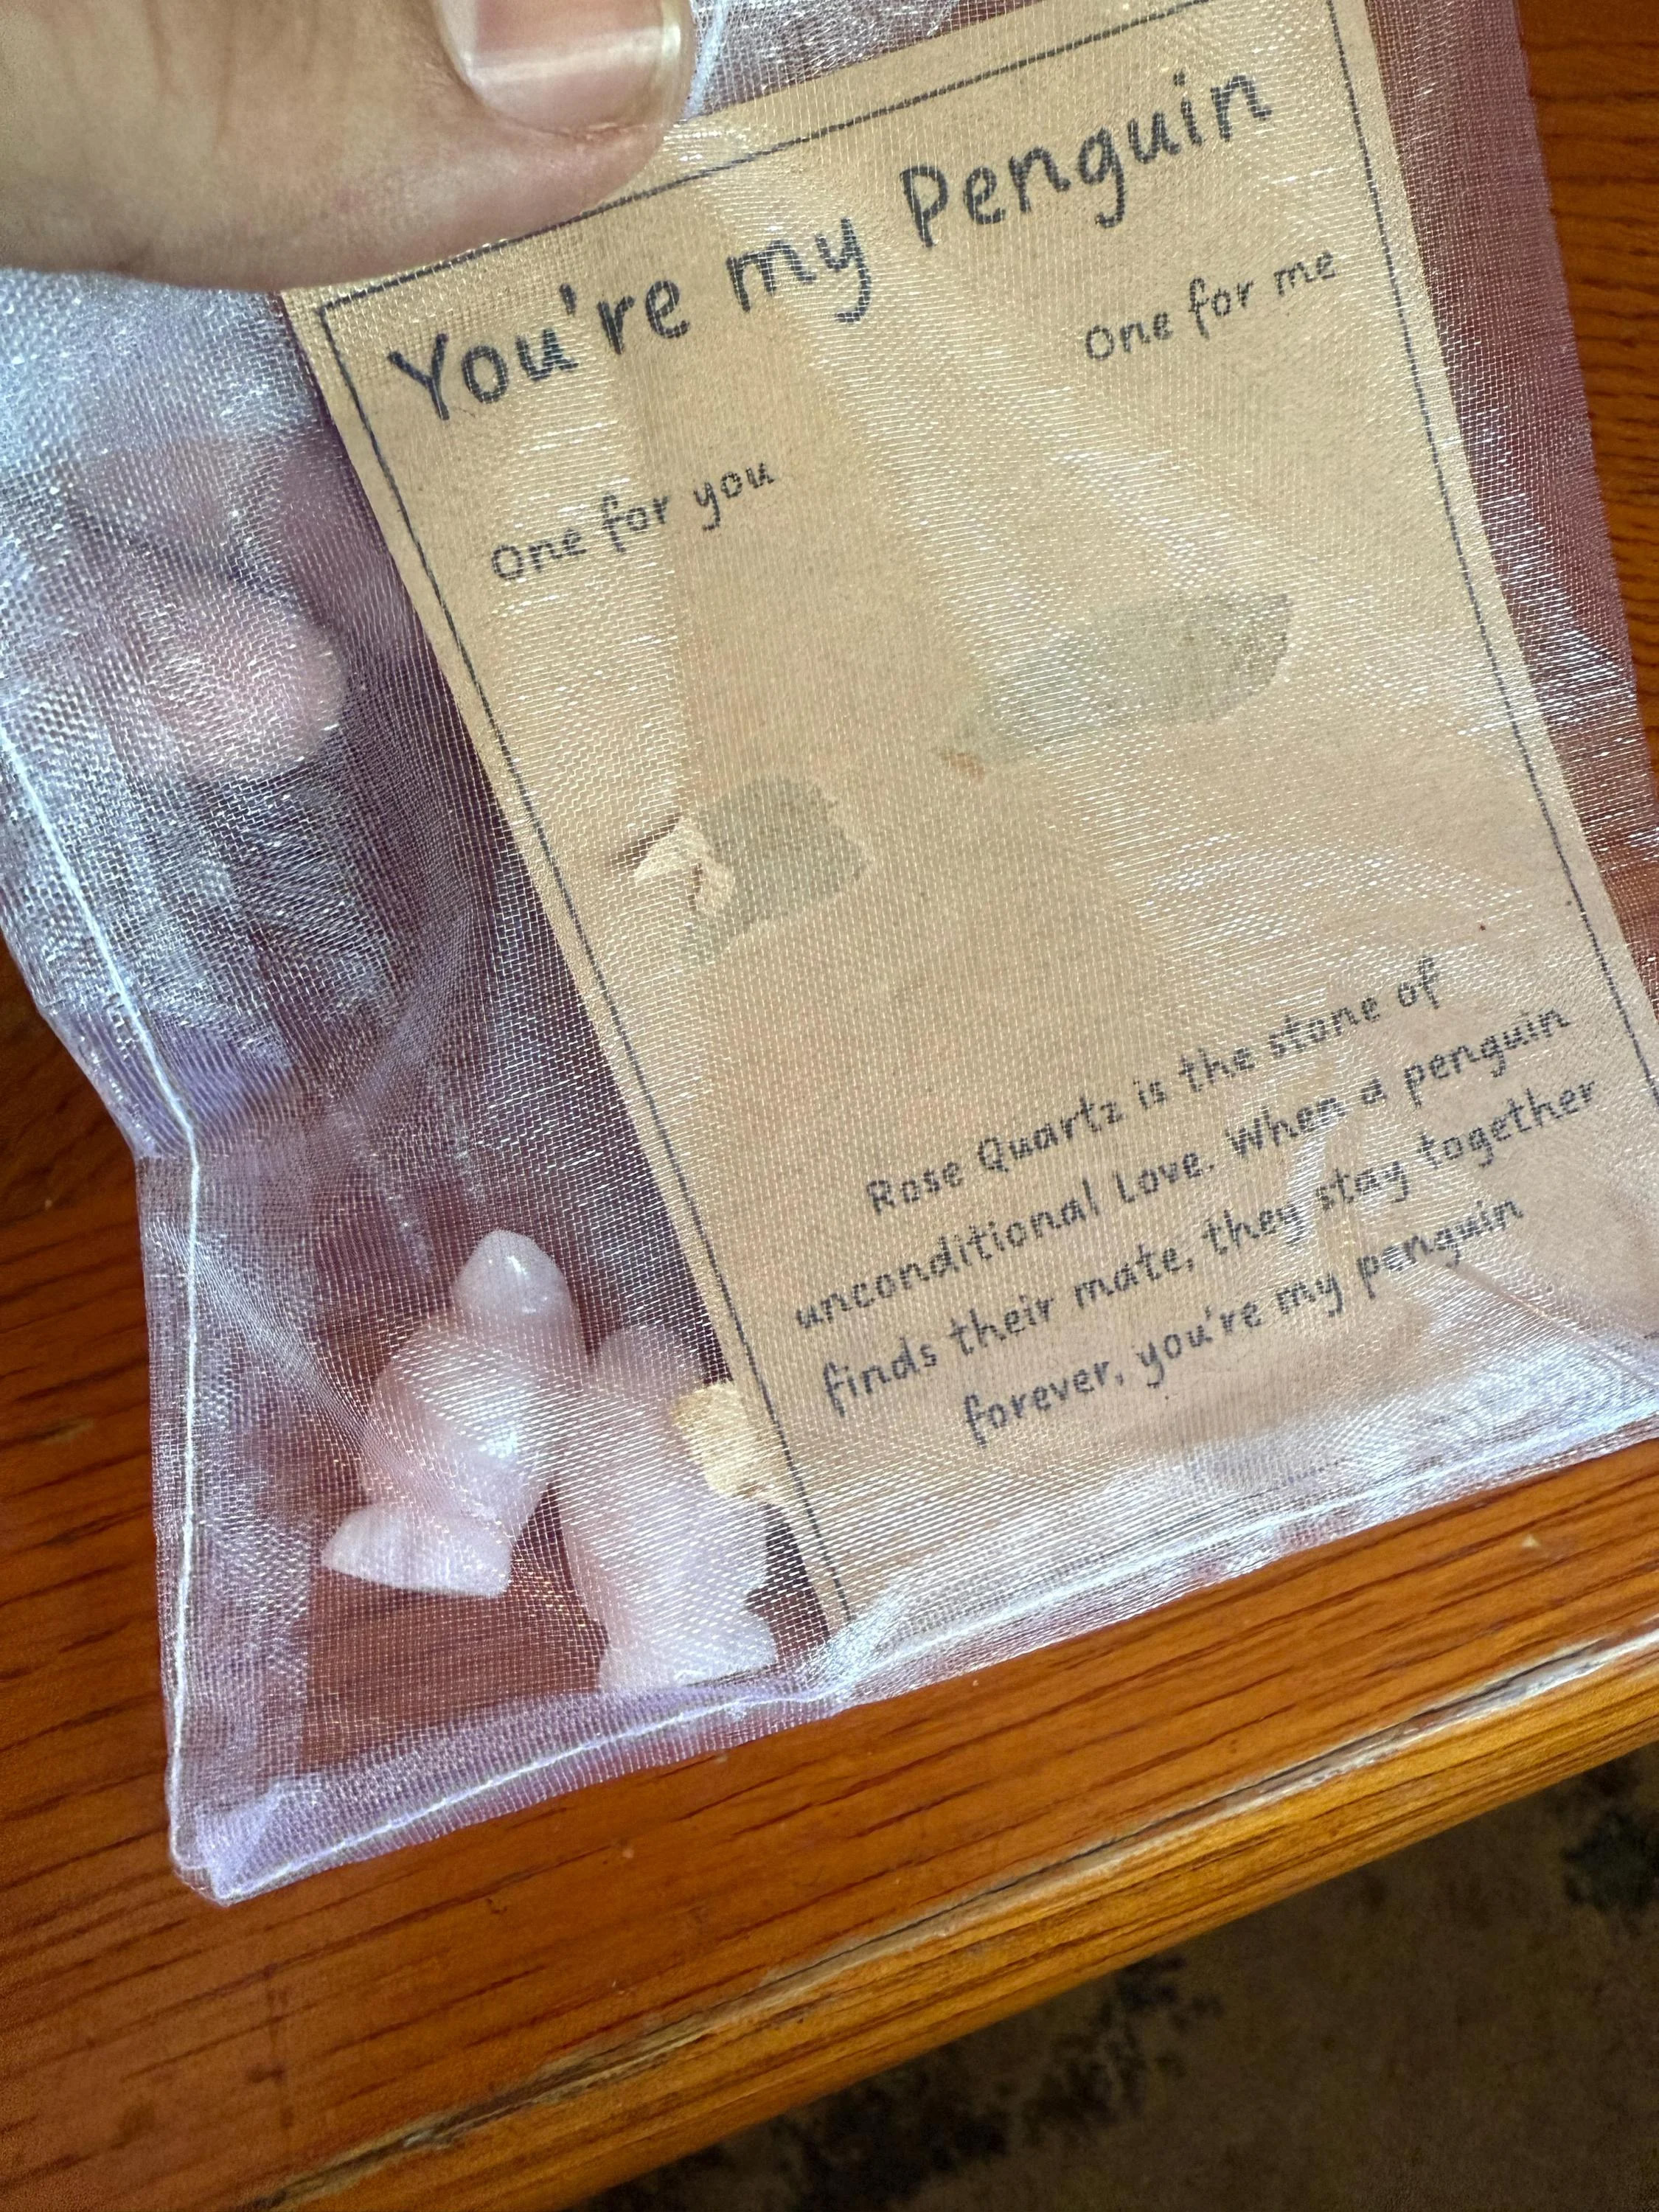 You're my Penguin
One for you
One for me
Rose Quartz is the stone of
unconditional Love. When a penguin
finds their mate, they stay together
forever, you're my penguin